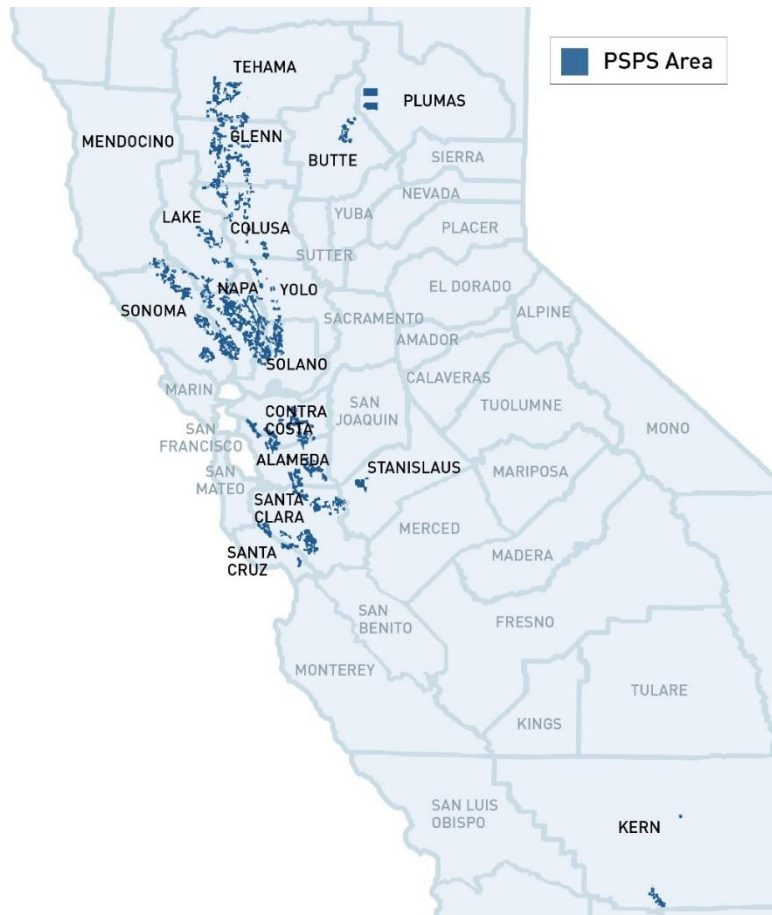 PSPS Area
TEHAMA
PLUMAS
MENDOCINO
GLENN
BUTTE
SIERRA
NEVADA
YUBA
LAKE
COLUSA
PLACER
SUTTER
NAPA
YOLO
EL DORADO
SONOMA
SACRAMENTO
ALPINE
AMADOR
SOLANO
CALAVERAS
MARIN
SAN
JOAQUIN
TUOLUMNE
CONTRA
COSTA
MONO
SAN
FRANCISCO
ALAMEDA
STANISLAUS
SAN
MATEO
MARIPOSA
SANTA
CLARA
MERCED
SANTA
CRUZ
MADERA
SAN
BENITO
FRESNO
MONTEREY
TULARE
KINGS
SAN LUIS
OBISPO
KERN